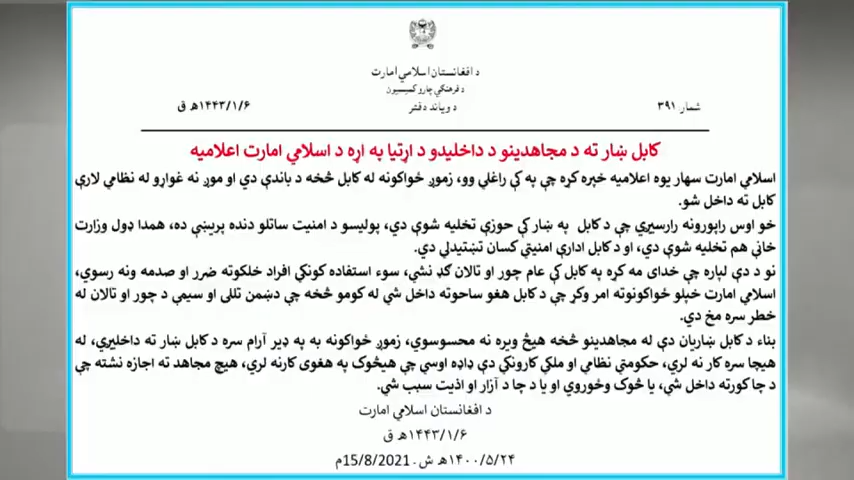 د افغانستان اسلامي امارت
د فرهنګي چارو کمیسیون
د ویاند دفتر
شمار ۳۹۱
۱۴۴۳/۱/۶هـ ق
کابل ښار ته د مجاهدینو د داخلیدو د اړتیا په اړه د اسلامي امارت اعلامیه
اسلامي امارت سهار یوه اعلامیه خپره کړه چې په کې راغلي وو، زموږ ځواکونه له کابل څخه د باندې دي او موږ نه غواړو له نظامي لارې
کابل ته داخل شو.
خو اوس راپورونه رارسیږي چې د کابل په ښار کې حوزې تخلیه شوې دي، پولیسو د امنیت ساتلو دنده پریښې ده، همدا ډول وزارت
خانې هم تخلیه شوې دي، او د کابل ادارې امنیتي کسان تښتیدلي دي.
نو د دې لپاره چې خدای مه کړه په کابل کې عام چور او تالان ګډ نشي، سوء استفاده کونکي افراد خلکوته ضرر او صدمه ونه رسوي،
اسلامي امارت خپلو ځواکونوته امر وکړ چې د کابل هغو ساحوته داخل شي له کومو څخه چې دښمن تللی او سیمې د چور او تالان له
خطر سره مخ دي.
بناء د کابل ښاریان دې له مجاهدینو څخه هیڅ ویره نه محسوسوي، زموږ ځواکونه به په ډیر آرام سره د کابل ښار ته داخلیږي، له
هیچا سره کار نه لري، حکومتي نظامي او ملکي کارونکي دې ډاډه اوسي چې هیڅوک په هغوی کارنه لري، هیڅ مجاهد ته اجازه نشته چې
د چا کورته داخل شي، یا څوک وځوروي او یا د چا د آزار او اذیت سبب شي.
د افغانستان اسلامي امارت
۱۴۴۳/۱/۶هـ ق
۱۴۰۰/۵/۲۴هـ ش - 15/8/2021م